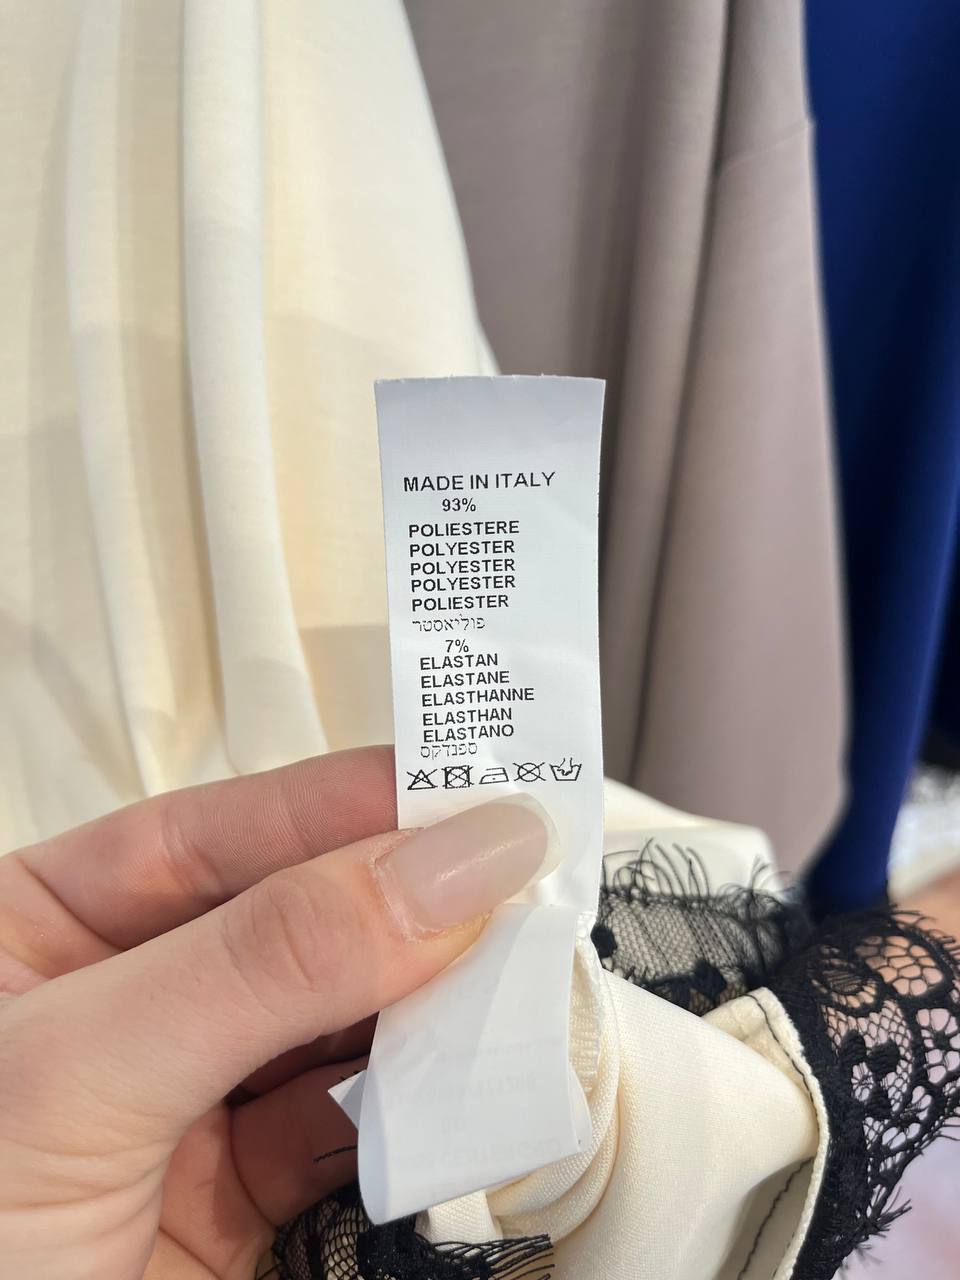 MADE IN ITALY
93%
POLIESTERE
POLYESTER
POLYESTER
POLYESTER
POLIESTER
פוליאסטר
7%
ELASTAN
ELASTANE
ELASTHANNE
ELASTHAN
ELASTANO
ספנדקס